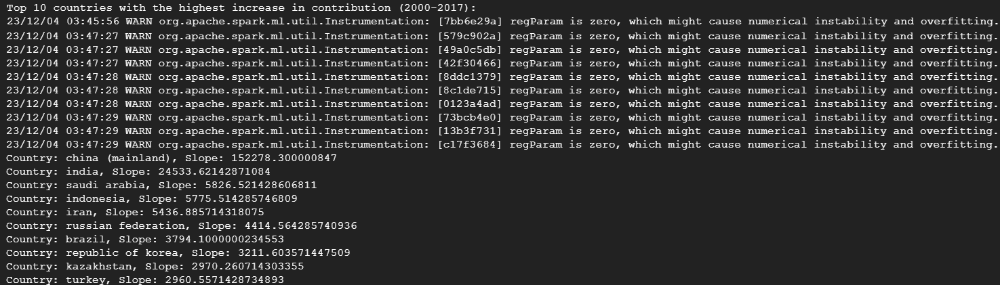 Top 10 countries with the highest increase in contribution (2000-2017):
23/12/04 03:45:56 WARN org.apache.spark.ml.util.Instrumentation: [7bb6e29a] regParam is zero, which might cause numerical instability and overfitting.
23/12/04 03:47:27 WARN org.apache.spark.ml.util.Instrumentation: [579c902a] regParam is zero, which might cause numerical instability and overfitting.
23/12/04 03:47:27 WARN org.apache.spark.ml.util.Instrumentation: [49a0c5db] regParam is zero, which might cause numerical instability and overfitting.
23/12/04 03:47:27 WARN org.apache.spark.ml.util.Instrumentation: [42f30466] regParam is zero, which might cause numerical instability and overfitting.
23/12/04 03:47:28 WARN org.apache.spark.ml.util.Instrumentation: [8ddc1379] regParam is zero, which might cause numerical instability and overfitting.
23/12/04 03:47:28 WARN org.apache.spark.ml.util.Instrumentation: [8c1de715] regParam is zero, which might cause numerical instability and overfitting.
23/12/04 03:47:28 WARN org.apache.spark.ml.util.Instrumentation: [0123a4ad] regParam is zero, which might cause numerical instability and overfitting.
23/12/04 03:47:29 WARN org.apache.spark.ml.util.Instrumentation: [73bcb4e0] regParam is zero, which might cause numerical instability and overfitting.
23/12/04 03:47:29 WARN org.apache.spark.ml.util.Instrumentation: [13b3f731] regParam is zero, which might cause numerical instability and overfitting.
23/12/04 03:47:29 WARN org.apache.spark.ml.util.Instrumentation: [c17f3684] regParam is zero, which might cause numerical instability and overfitting.
Country: china (mainland), Slope: 152278.300000847
Country: india, Slope: 24533.62142871084
Country: saudi arabia, Slope: 5826.521428606811
Country: indonesia, Slope: 5775.514285746809
Country: iran, Slope: 5436.885714318075
Country: russian federation, Slope: 4414.564285740936
Country: brazil, Slope: 3794.1000000234553
Country: republic of korea, Slope: 3211.603571447509
Country: kazakhstan, Slope: 2970.260714303355
Country: turkey, Slope: 2960.5571428734893